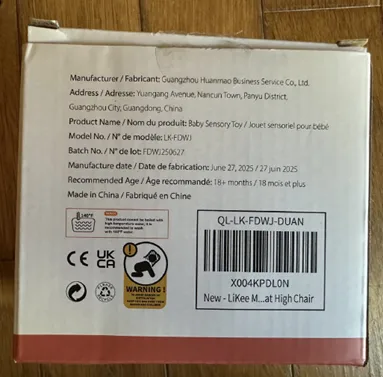 Manufacturer / Fabricant: Guangzhou Huanmao Business Service Co., Ltd.
Address / Adresse: Yuangang Avenue, Nancun Town, Panyu District,
Guangzhou City, Guangdong, China
Product Name / Nom du produit: Baby Sensory Toy / Jouet sensoriel pour bébé
Model No. / N° de modèle: LK-FDWJ
Batch No. / N° de lot: FDWJ250627
Manufacture date / Date de fabrication: June 27, 2025 / 27 juin 2025
Recommended Age / Âge recommandé: 18+ months / 18 mois et plus
Made in China / Fabriqué en Chine
QL-LK-FDWJ-DUAN
CE
UK
CA
WARNING!
X004KPDL0N
New - LiKee M...at High Chair